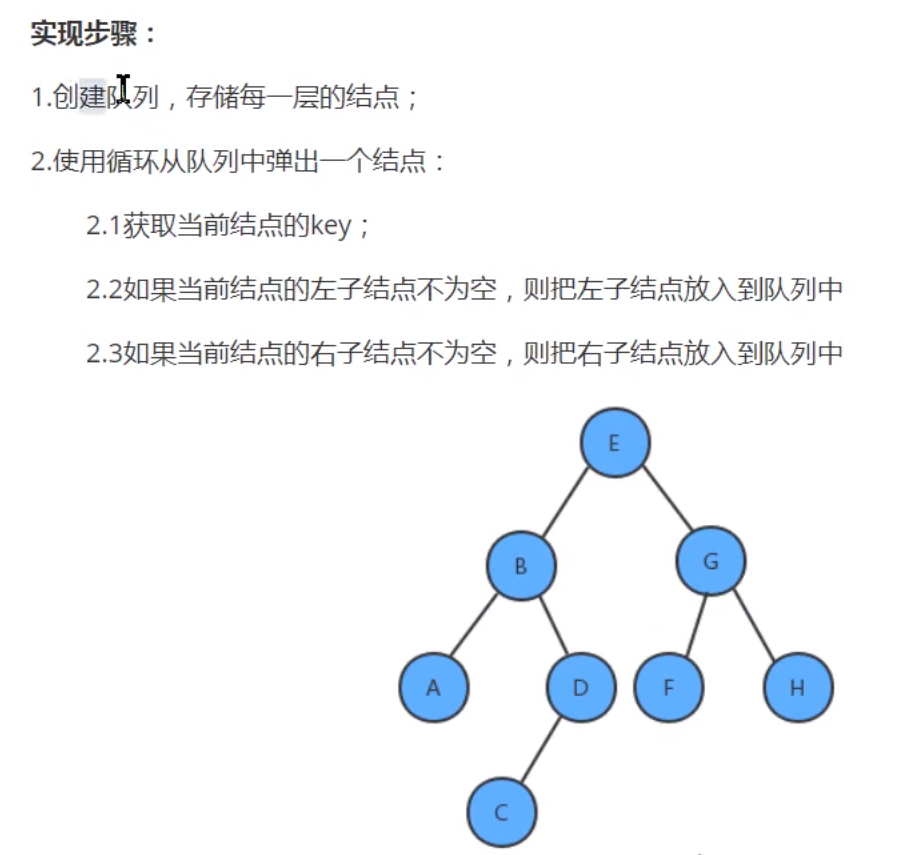 实现步骤：
1.创建队列，存储每一层的结点；
2.使用循环从队列中弹出一个结点：
2.1获取当前结点的key；
2.2如果当前结点的左子结点不为空，则把左子结点放入到队列中
2.3如果当前结点的右子结点不为空，则把右子结点放入到队列中
E
B
G
A
D
F
H
C